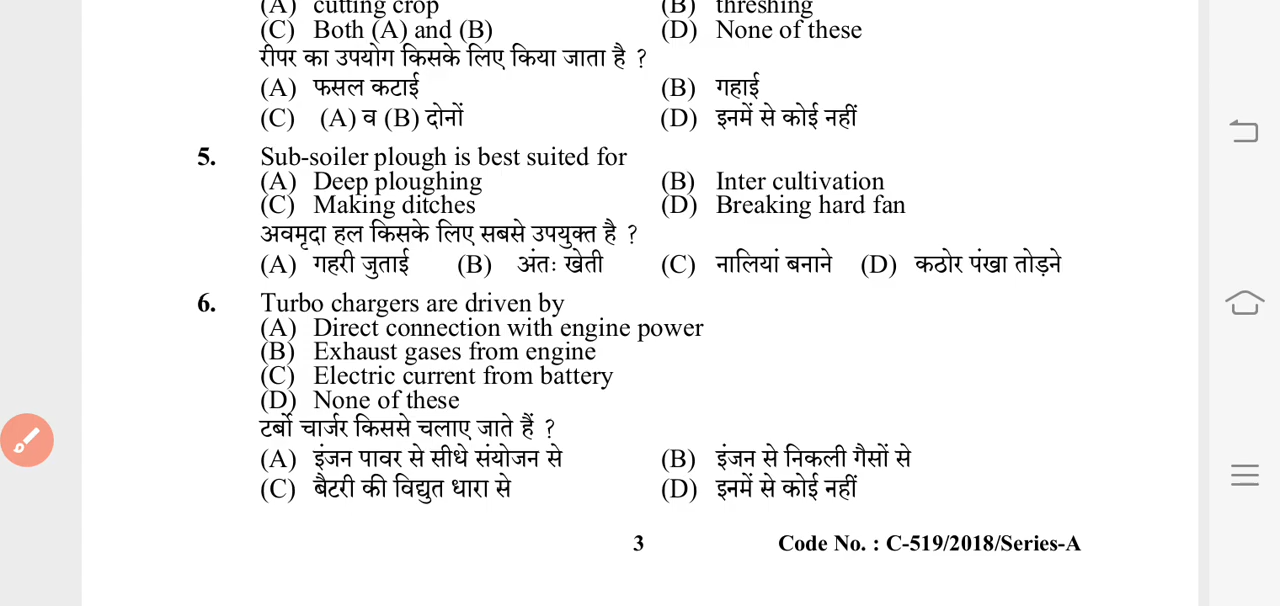 (A) cutting crop (B) threshing
(C) Both (A) and (B) (D) None of these
रीपर का उपयोग किसके लिए किया जाता है ?
(A) फसल कटाई (B) गहाई
(C) (A) व (B) दोनों (D) इनमें से कोई नहीं
5. Sub-soiler plough is best suited for
(A) Deep ploughing (B) Inter cultivation
(C) Making ditches (D) Breaking hard fan
अवमृदा हल किसके लिए सबसे उपयुक्त है ?
(A) गहरी जुताई (B) अंतः खेती (C) नालियां बनाने (D) कठोर पंखा तोड़ने
6. Turbo chargers are driven by
(A) Direct connection with engine power
(B) Exhaust gases from engine
(C) Electric current from battery
(D) None of these
टर्बो चार्जर किससे चलाए जाते हैं ?
(A) इंजन पावर से सीधे संयोजन से (B) इंजन से निकली गैसों से
(C) बैटरी की विद्युत धारा से (D) इनमें से कोई नहीं
3 Code No. : C-519/2018/Series-A